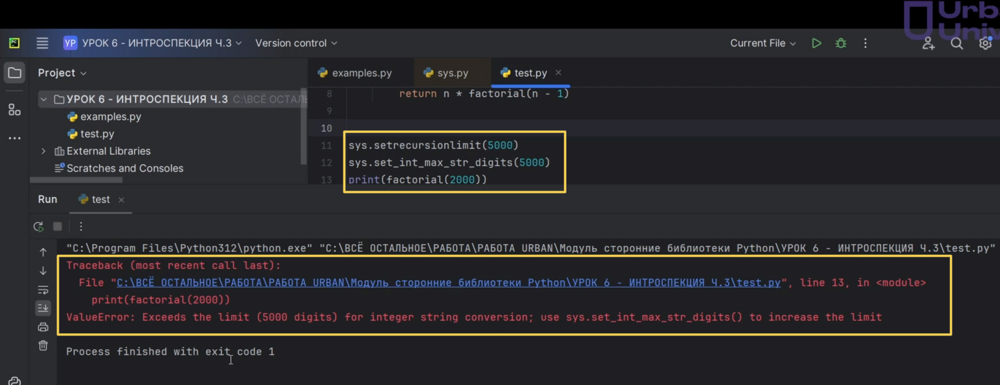 Urb
Univ
PC
УР УРОК 6 - ИНТРОСПЕКЦИЯ Ч.3 Version control Current File
Project
examples.py sys.py test.py
УРОК 6 - ИНТРОСПЕКЦИЯ Ч.3 C:\ВСЁ ОСТАЛЬ
examples.py
test.py
External Libraries
Scratches and Consoles
8 return n * factorial(n - 1)
9
10
11 sys.setrecursionlimit(5000)
12 sys.set_int_max_str_digits(5000)
13 print(factorial(2000))
Run test
"C:\Program Files\Python312\python.exe" "C:\ВСЁ ОСТАЛЬНОЕ\РАБОТА\РАБОТА URBAN\Модуль сторонние библиотеки Python\УРОК 6 - ИНТРОСПЕКЦИЯ Ч.3\test.py"
Traceback (most recent call last):
File "C:\ВСЁ ОСТАЛЬНОЕ\РАБОТА\РАБОТА URBAN\Модуль сторонние библиотеки Python\УРОК 6 - ИНТРОСПЕКЦИЯ Ч.3\test.py", line 13, in <module>
print(factorial(2000))
ValueError: Exceeds the limit (5000 digits) for integer string conversion; use sys.set_int_max_str_digits() to increase the limit
Process finished with exit code 1